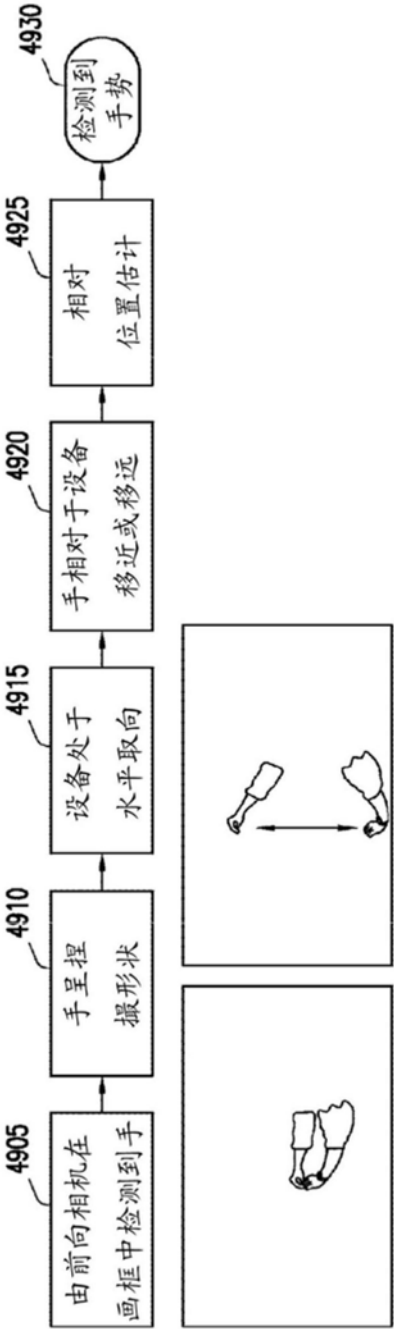 4905
由前向相机在
画框中检测到手
4910
手呈捏
撮形状
4915
设备处于
水平取向
4920
手相对于设备
移近或移远
4925
相对
位置估计
4930
检测到
手势